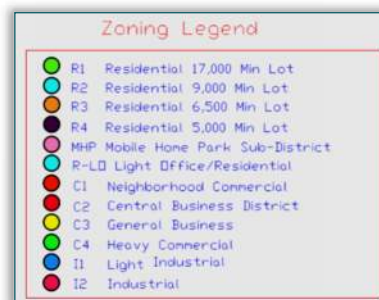 Zoning Legend
R1 Residential 17,000 Min Lot
R2 Residential 9,000 Min Lot
R3 Residential 6,500 Min Lot
R4 Residential 5,000 Min Lot
MHP Mobile Home Park Sub-District
R-LO Light Office/Residential
C1 Neighborhood Commercial
C2 Central Business District
C3 General Business
C4 Heavy Commercial
I1 Light Industrial
I2 Industrial